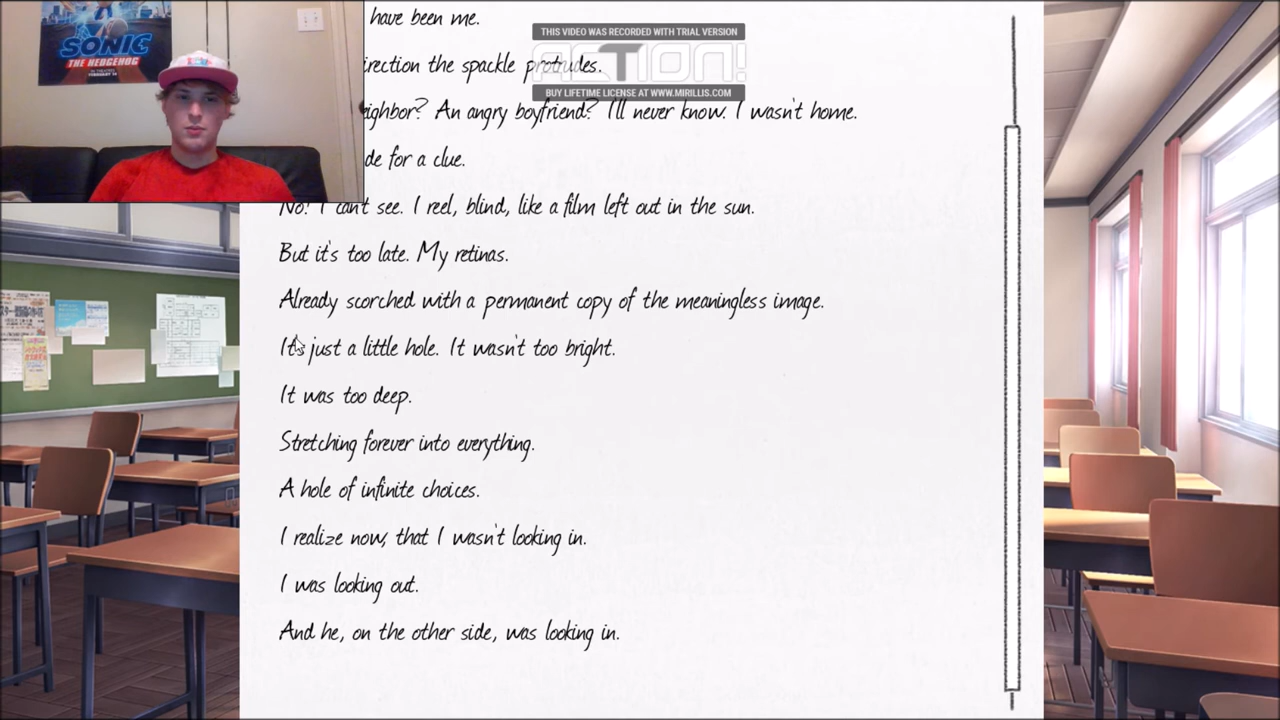 SONIC
THE HEDGEHOG
THIS VIDEO WAS RECORDED WITH TRIAL VERSION
ACTION!
BUY LIFETIME LICENSE AT WWW.MIRILLIS.COM
have been me.
irection the spackle protrudes.
ighbor? An angry boyfriend? I'll never know. I wasn't home.
de for a clue.
No! I can't see. I reel, blind, like a film left out in the sun.
But it's too late. My retinas.
Already scorched with a permanent copy of the meaningless image.
It's just a little hole. It wasn't too bright.
It was too deep.
Stretching forever into everything.
A hole of infinite choices.
I realize now, that I wasn't looking in.
I was looking out.
And he, on the other side, was looking in.